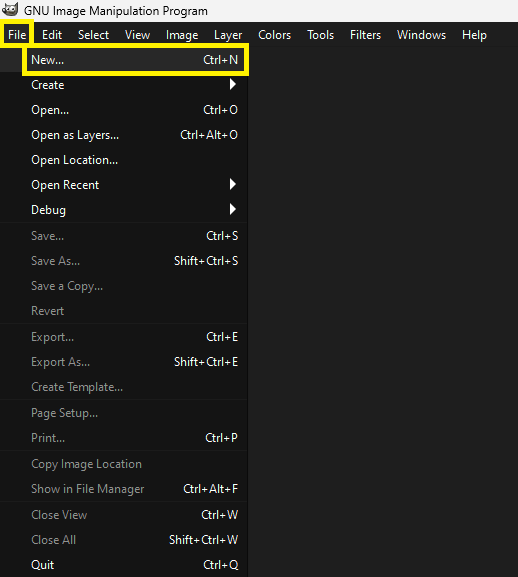 GNU Image Manipulation Program
File Edit Select View Image Layer Colors Tools Filters Windows Help
New... Ctrl+N
Create
Open... Ctrl+O
Open as Layers... Ctrl+Alt+O
Open Location...
Open Recent
Debug
Save... Ctrl+S
Save As... Shift+Ctrl+S
Save a Copy...
Revert
Export... Ctrl+E
Export As... Shift+Ctrl+E
Create Template...
Page Setup...
Print... Ctrl+P
Copy Image Location
Show in File Manager Ctrl+Alt+F
Close View Ctrl+W
Close All Shift+Ctrl+W
Quit Ctrl+Q